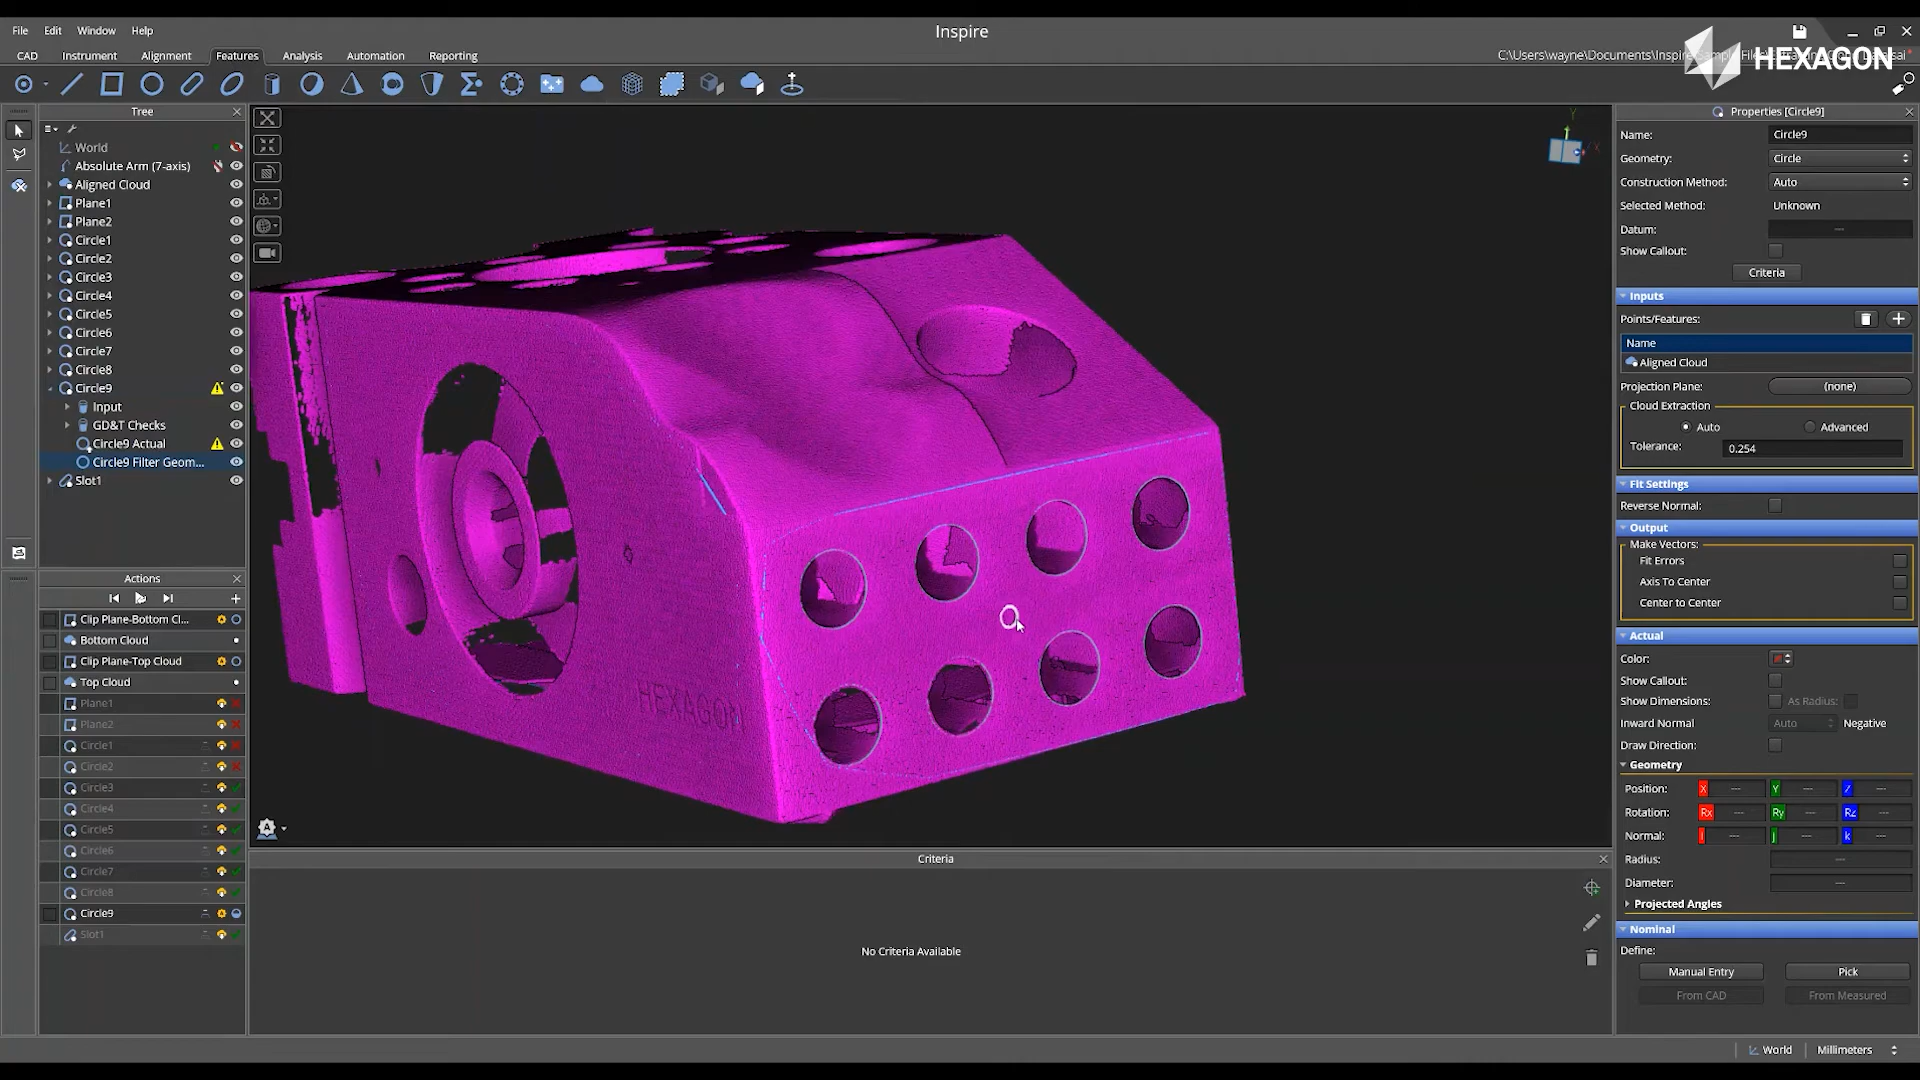 File Edit Window Help
Inspire
CAD Instrument Alignment Features Analysis Automation Reporting
HEXAGON
Tree
World
Absolute Arm (7-axis)
Aligned Cloud
Plane1
Plane2
Circle1
Circle2
Circle3
Circle4
Circle5
Circle6
Circle7
Circle8
Circle9
Input
GD&T Checks
Circle9 Actual
Circle9 Filter Geom...
Slot1
Actions
Clip Plane-Bottom Cl...
Bottom Cloud
Clip Plane-Top Cloud
Top Cloud
Plane1
Plane2
Circle1
Circle2
Circle3
Circle4
Circle5
Circle6
Circle7
Circle8
Circle9
Slot1
Y
HEXAGON
Criteria
No Criteria Available
Properties [Circle9]
Name: Circle9
Geometry: Circle
Construction Method: Auto
Selected Method: Unknown
Datum: ---
Show Callout:
Criteria
Inputs
Points/Features:
Name
Aligned Cloud
Projection Plane: (none)
Cloud Extraction
Auto Advanced
Tolerance: 0.254
Fit Settings
Reverse Normal:
Output
Make Vectors:
Fit Errors
Axis To Center
Center to Center
Actual
Color:
Show Callout:
Show Dimensions: As Radius:
Inward Normal Auto Negative
Draw Direction:
Geometry
Position: X --- Y --- Z ---
Rotation: Rx --- Ry --- Rz ---
Normal: i --- j --- k ---
Radius: ---
Diameter: ---
Projected Angles
Nominal
Define:
Manual Entry Pick
From CAD From Measured
World Millimeters